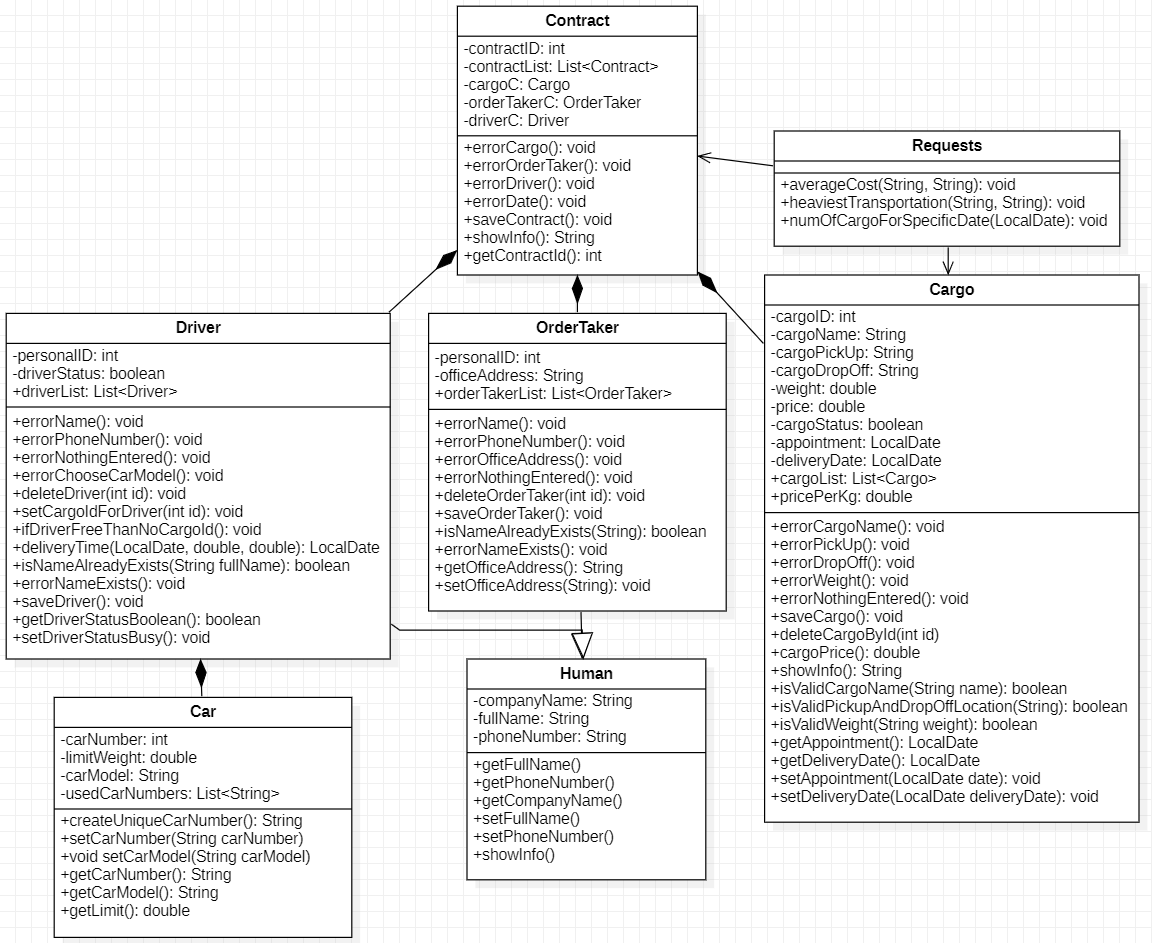 Contract
-contractID: int
-contractList: List<Contract>
-cargoC: Cargo
-orderTakerC: OrderTaker
-driverC: Driver
+errorCargo(): void
+errorOrderTaker(): void
+errorDriver(): void
+errorDate(): void
+saveContract(): void
+showInfo(): String
+getContractId(): int
Requests
+averageCost(String, String): void
+heaviestTransportation(String, String): void
+numOfCargoForSpecificDate(LocalDate): void
Driver
-personalID: int
-driverStatus: boolean
+driverList: List<Driver>
+errorName(): void
+errorPhoneNumber(): void
+errorNothingEntered(): void
+errorChooseCarModel(): void
+deleteDriver(int id): void
+setCargoIdForDriver(int id): void
+ifDriverFreeThanNoCargoId(): void
+deliveryTime(LocalDate, double, double): LocalDate
+isNameAlreadyExists(String fullName): boolean
+errorNameExists(): void
+saveDriver(): void
+getDriverStatusBoolean(): boolean
+setDriverStatusBusy(): void
OrderTaker
-personalID: int
-officeAddress: String
+orderTakerList: List<OrderTaker>
+errorName(): void
+errorPhoneNumber(): void
+errorOfficeAddress(): void
+errorNothingEntered(): void
+deleteOrderTaker(int id): void
+saveOrderTaker(): void
+isNameAlreadyExists(String): boolean
+errorNameExists(): void
+getOfficeAddress(): String
+setOfficeAddress(String): void
Cargo
-cargoID: int
-cargoName: String
-cargoPickUp: String
-cargoDropOff: String
-weight: double
-price: double
-cargoStatus: boolean
-appointment: LocalDate
-deliveryDate: LocalDate
+cargoList: List<Cargo>
+pricePerKg: double
+errorCargoName(): void
+errorPickUp(): void
+errorDropOff(): void
+errorWeight(): void
+errorNothingEntered(): void
+saveCargo(): void
+deleteCargoById(int id)
+cargoPrice(): double
+showInfo(): String
+isValidCargoName(String name): boolean
+isValidPickupAndDropOffLocation(String): boolean
+isValidWeight(String weight): boolean
+getAppointment(): LocalDate
+getDeliveryDate(): LocalDate
+setAppointment(LocalDate date): void
+setDeliveryDate(LocalDate deliveryDate): void
Car
-carNumber: int
-limitWeight: double
-carModel: String
-usedCarNumbers: List<String>
+createUniqueCarNumber(): String
+setCarNumber(String carNumber)
+void setCarModel(String carModel)
+getCarNumber(): String
+getCarModel(): String
+getLimit(): double
Human
-companyName: String
-fullName: String
-phoneNumber: String
+getFullName()
+getPhoneNumber()
+getCompanyName()
+setFullName()
+setPhoneNumber()
+showInfo()